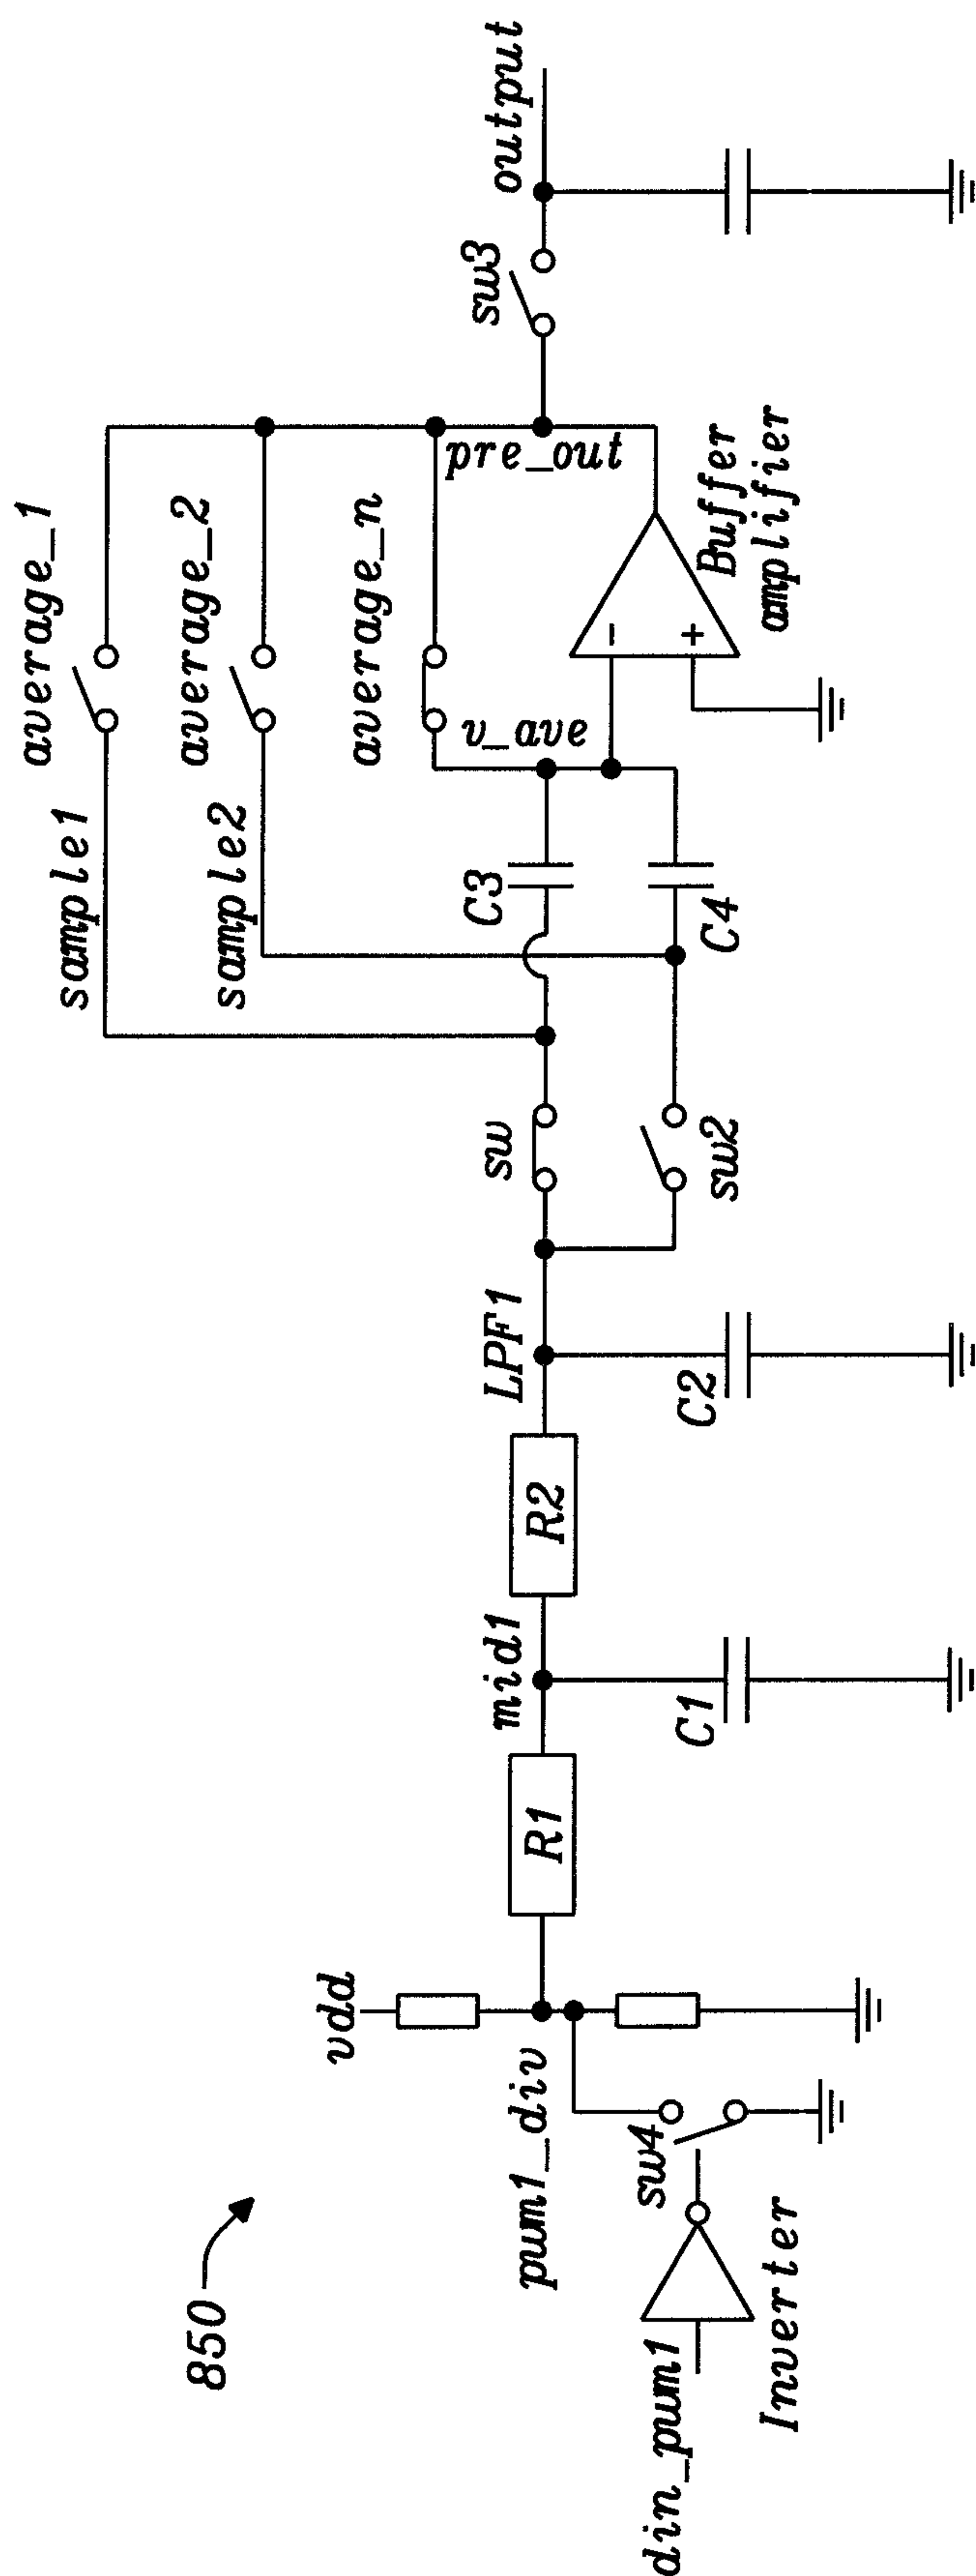 850
din_pwm1
Inverter
sw4
pwm1_div
vdd
R1
mid1
C1
R2
LPF1
C2
sw
sw2
sample1
sample2
C3
C4
average_1
average_2
average_n
v_ave
Buffer
amplifier
pre_out
sw3
output